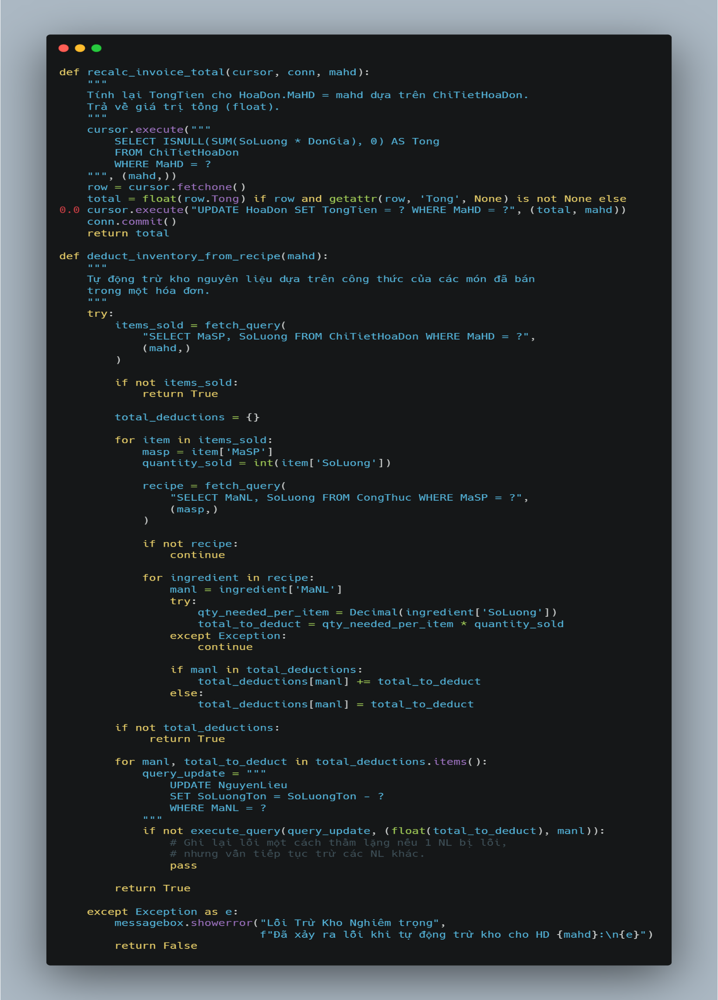 def recalc_invoice_total(cursor, conn, mahd):
    """
    Tính lại TongTien cho HoaDon.MaHD = mahd dựa trên ChiTietHoaDon.
    Trả về giá trị tổng (float).
    """
    cursor.execute("""
        SELECT ISNULL(SUM(SoLuong * DonGia), 0) AS Tong
        FROM ChiTietHoaDon
        WHERE MaHD = ?
    """, (mahd,))
    row = cursor.fetchone()
    total = float(row.Tong) if row and getattr(row, 'Tong', None) is not None else
0.0 cursor.execute("UPDATE HoaDon SET TongTien = ? WHERE MaHD = ?", (total, mahd))
    conn.commit()
    return total

def deduct_inventory_from_recipe(mahd):
    """
    Tự động trừ kho nguyên liệu dựa trên công thức của các món đã bán
    trong một hóa đơn.
    """
    try:
        items_sold = fetch_query(
            "SELECT MaSP, SoLuong FROM ChiTietHoaDon WHERE MaHD = ?",
            (mahd,)
        )

        if not items_sold:
            return True

        total_deductions = {}

        for item in items_sold:
            masp = item['MaSP']
            quantity_sold = int(item['SoLuong'])

            recipe = fetch_query(
                "SELECT MaNL, SoLuong FROM CongThuc WHERE MaSP = ?",
                (masp,)
            )

            if not recipe:
                continue

            for ingredient in recipe:
                manl = ingredient['MaNL']
                try:
                    qty_needed_per_item = Decimal(ingredient['SoLuong'])
                    total_to_deduct = qty_needed_per_item * quantity_sold
                except Exception:
                    continue

                if manl in total_deductions:
                    total_deductions[manl] += total_to_deduct
                else:
                    total_deductions[manl] = total_to_deduct

        if not total_deductions:
             return True

        for manl, total_to_deduct in total_deductions.items():
            query_update = """
                UPDATE NguyenLieu
                SET SoLuongTon = SoLuongTon - ?
                WHERE MaNL = ?
            """
            if not execute_query(query_update, (float(total_to_deduct), manl)):
                # Ghi lại lỗi một cách thầm lặng nếu 1 NL bị lỗi,
                # nhưng vẫn tiếp tục trừ các NL khác.
                pass

        return True

    except Exception as e:
        messagebox.showerror("Lỗi Trừ Kho Nghiêm trọng",
                             f"Đã xảy ra lỗi khi tự động trừ kho cho HD {mahd}:\n{e}")
        return False